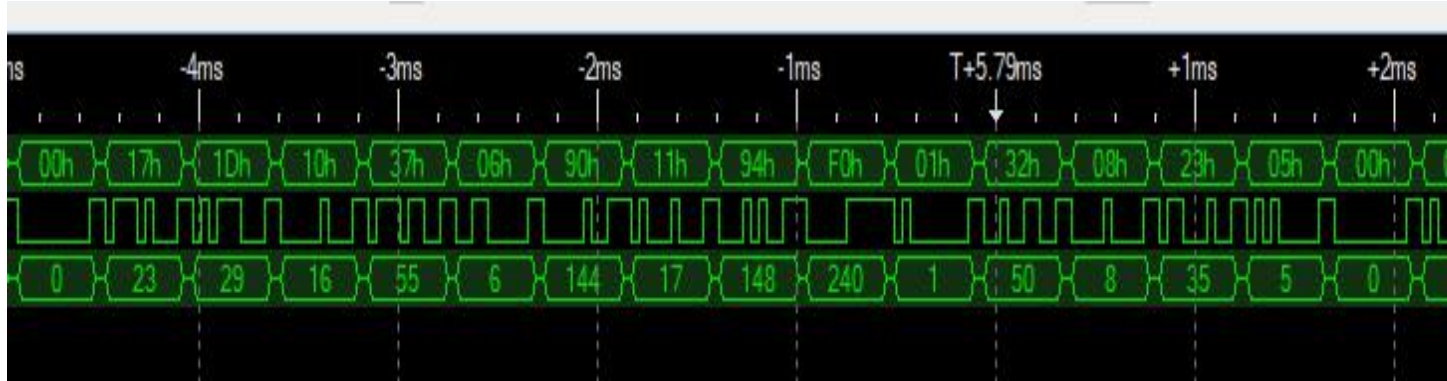 -4ms -3ms -2ms -1ms T+5.79ms +1ms +2ms
00h 17h 1Dh 10h 37h 06h 90h 11h 94h F0h 01h 32h 08h 23h 05h 00h
0 23 29 16 55 6 144 17 148 240 1 50 8 35 5 0